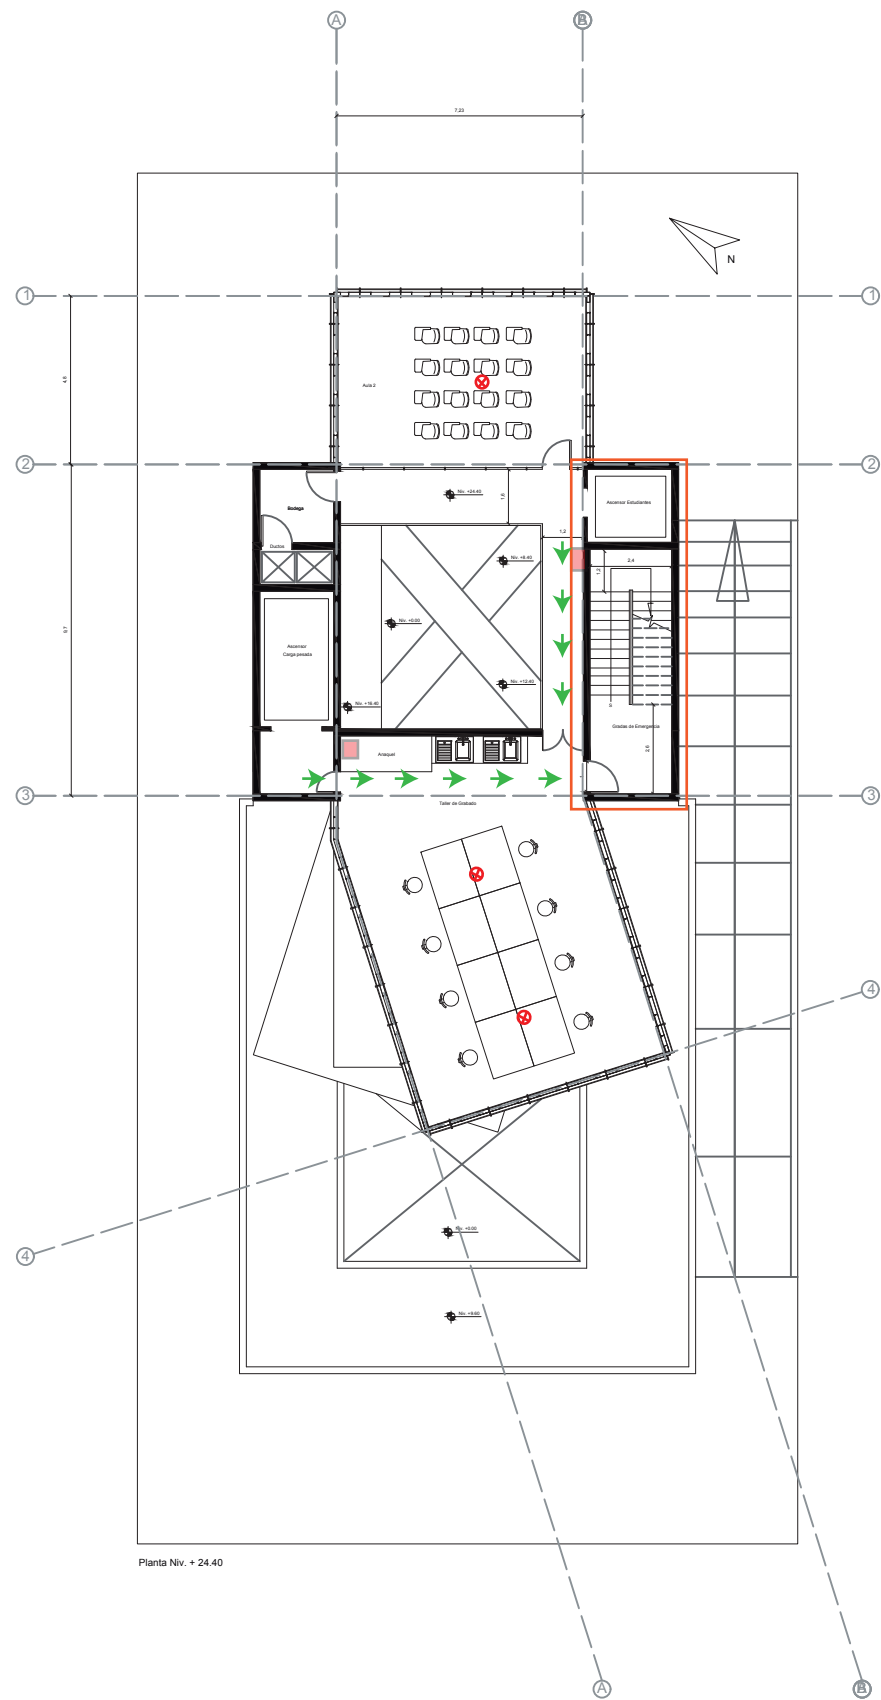 A
B
7,23
N
1
1
4,8
Aula 2
2
2
Niv. +24.40
1,6
Ascensor Estudiantes
Bodega
1,2
Ductos
Niv. +8.40
2,4
1,2
Niv. +0.00
9,7
Ascensor
Carga pesada
Niv. +12.40
Niv. +16.40
Gradas de Emergencia
2,6
Anaquel
3
3
Taller de Grabado
4
Niv. +0.00
4
Niv. +9.60
Planta Niv. + 24.40
A